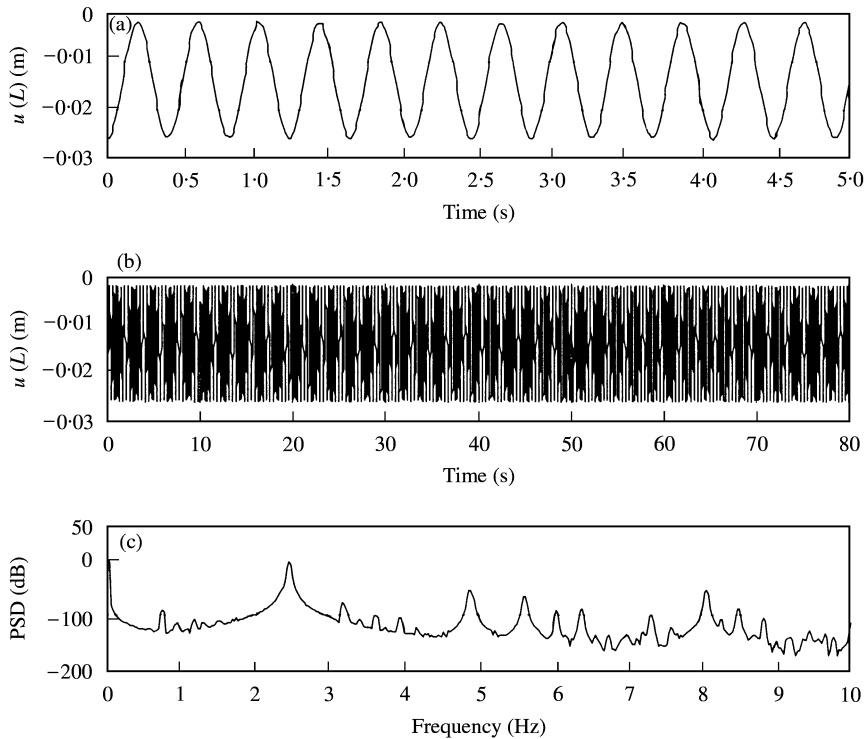 (a)
0
−0·01
−0·02
−0·03
u (L) (m)
0 0·5 1·0 1·5 2·0 2·5 3·0 3·5 4·0 4·5 5·0
Time (s)
(b)
0
−0·01
−0·02
−0·03
u (L) (m)
0 10 20 30 40 50 60 70 80
Time (s)
(c)
50
0
−100
−200
PSD (dB)
0 1 2 3 4 5 6 7 8 9 10
Frequency (Hz)